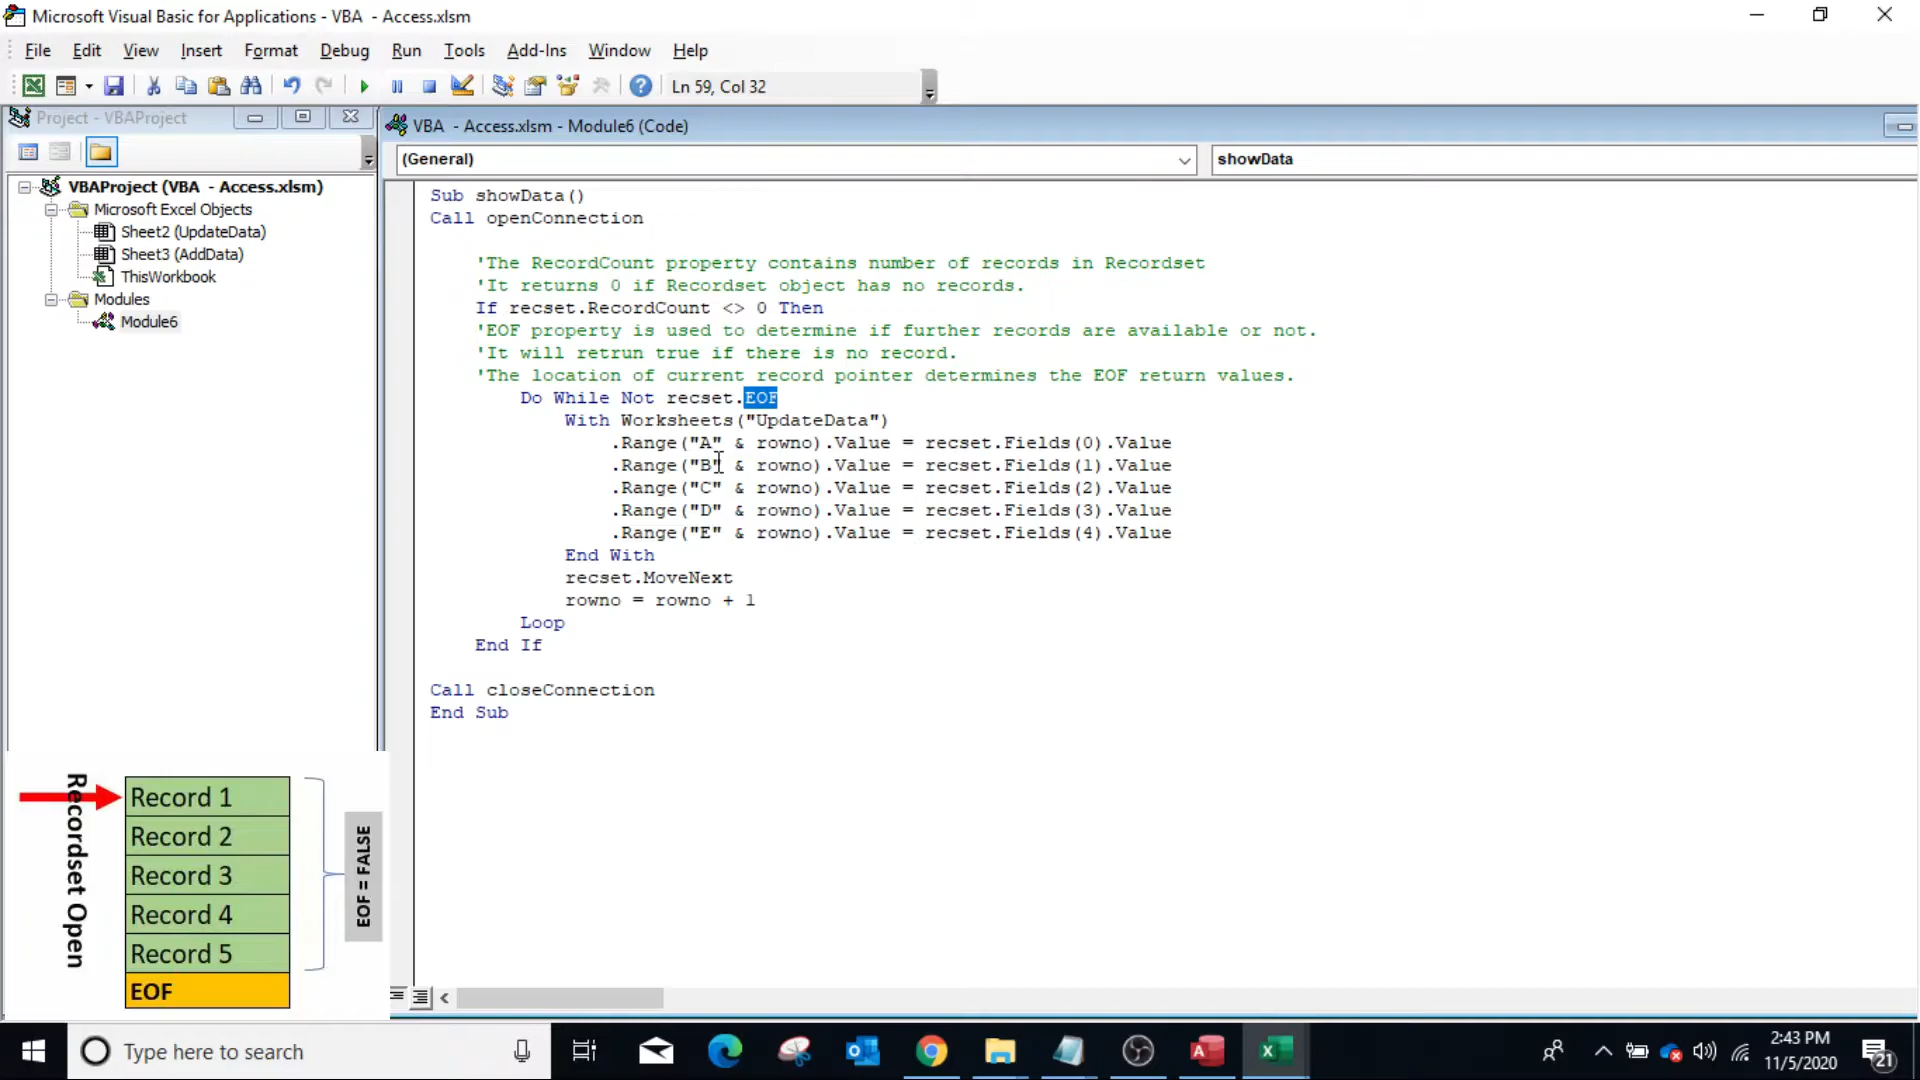 Microsoft Visual Basic for Applications - VBA  - Access.xlsm
File Edit View Insert Format Debug Run Tools Add-Ins Window Help
Ln 59, Col 32
Project - VBAProject
VBAProject (VBA  - Access.xlsm)
Microsoft Excel Objects
Sheet2 (UpdateData)
Sheet3 (AddData)
ThisWorkbook
Modules
Module6
VBA  - Access.xlsm - Module6 (Code)
(General)
showData
Sub showData()
Call openConnection
'The RecordCount property contains number of records in Recordset
'It returns 0 if Recordset object has no records.
If recset.RecordCount <> 0 Then
'EOF property is used to determine if further records are available or not.
'It will retrun true if there is no record.
'The location of current record pointer determines the EOF return values.
Do While Not recset.EOF
With Worksheets("UpdateData")
.Range("A" & rowno).Value = recset.Fields(0).Value
.Range("B" & rowno).Value = recset.Fields(1).Value
.Range("C" & rowno).Value = recset.Fields(2).Value
.Range("D" & rowno).Value = recset.Fields(3).Value
.Range("E" & rowno).Value = recset.Fields(4).Value
End With
recset.MoveNext
rowno = rowno + 1
Loop
End If
Call closeConnection
End Sub
Recordset Open
Record 1
Record 2
Record 3
Record 4
Record 5
EOF
EOF = FALSE
Type here to search
2:43 PM
11/5/2020
21